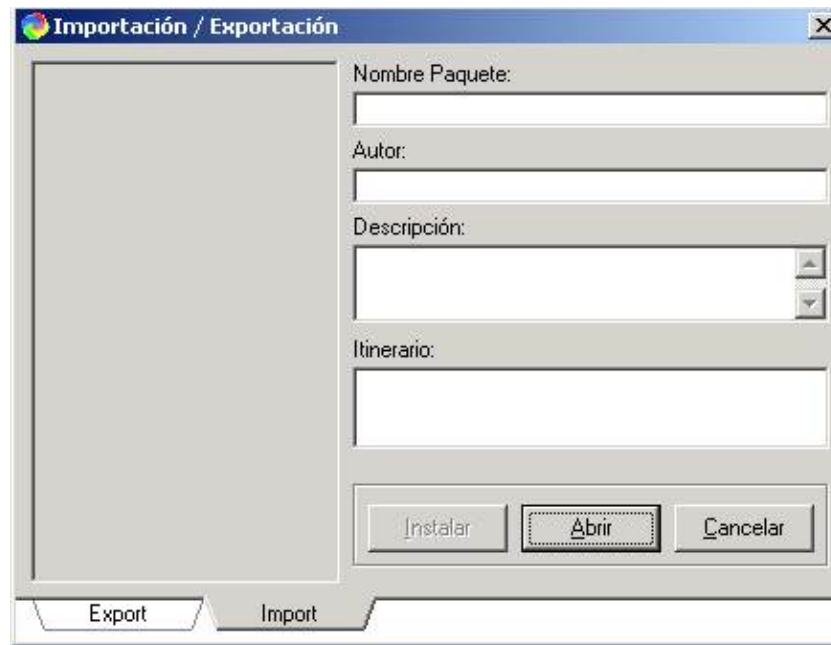 Importación / Exportación
Nombre Paquete:
Autor:
Descripción:
Itinerario:
Instalar Abrir Cancelar
Export Import